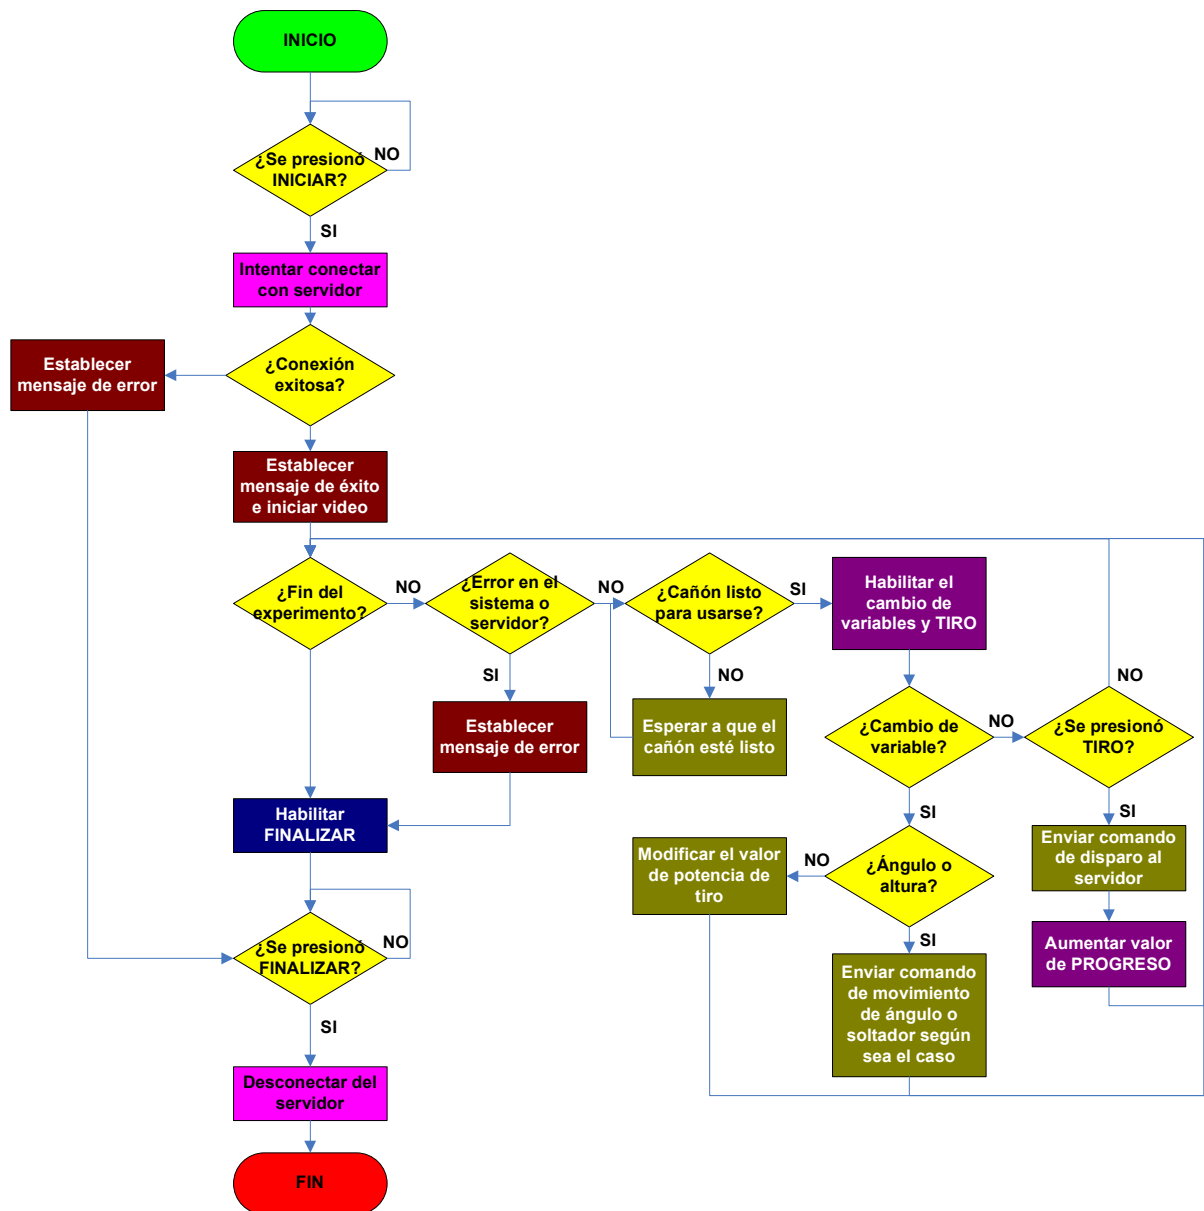 INICIO
¿Se presionó
INICIAR?
NO
SI
Intentar conectar
con servidor
Establecer
mensaje de error
¿Conexión
exitosa?
Establecer
mensaje de éxito
e iniciar video
¿Fin del
experimento?
NO
¿Error en el
sistema o
servidor?
NO
¿Cañón listo
para usarse?
SI
Habilitar el
cambio de
variables y TIRO
SI
NO
NO
Establecer
mensaje de error
Esperar a que el
cañón esté listo
¿Cambio de
variable?
NO
¿Se presionó
TIRO?
Habilitar
FINALIZAR
SI
SI
Modificar el valor
de potencia de
tiro
NO
¿Ángulo o
altura?
Enviar comando
de disparo al
servidor
¿Se presionó
FINALIZAR?
NO
SI
Aumentar valor
de PROGRESO
Enviar comando
de movimiento
de ángulo o
soltador según
sea el caso
SI
Desconectar del
servidor
FIN